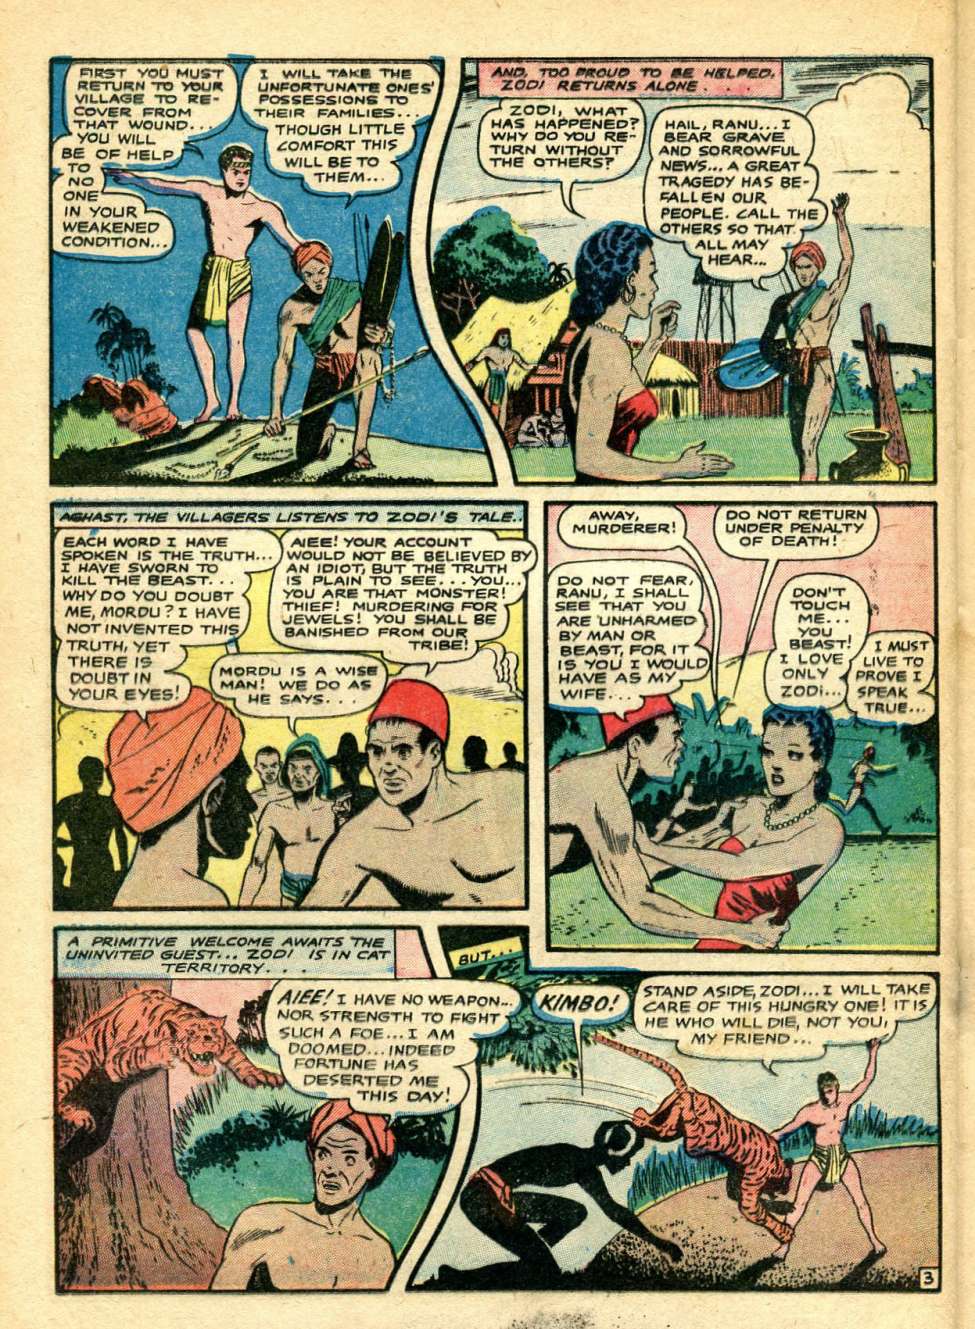 FIRST YOU MUST
RETURN TO YOUR
VILLAGE TO RE-
COVER FROM
THAT WOUND...
YOU WILL
BE OF HELP
TO
NO
ONE
IN YOUR
WEAKENED
CONDITION...
I WILL TAKE THE
UNFORTUNATE ONES'
POSSESSIONS TO
THEIR FAMILIES...
THOUGH LITTLE
COMFORT THIS
WILL BE TO
THEM...
AND, TOO PROUD TO BE HELPED,
ZODI RETURNS ALONE...
ZODI, WHAT
HAS HAPPENED?
WHY DO YOU RE-
TURN WITHOUT
THE OTHERS?
HAIL, RANU... I
BEAR GRAVE
AND SORROWFUL
NEWS... A GREAT
TRAGEDY HAS BE-
FALLEN OUR
PEOPLE. CALL THE
OTHERS SO THAT
ALL MAY
HEAR...
AGHAST, THE VILLAGERS LISTENS TO ZODI'S TALE..
EACH WORD I HAVE
SPOKEN IS THE TRUTH...
I HAVE SWORN TO
KILL THE BEAST...
WHY DO YOU DOUBT
ME, MORDU? I HAVE
NOT INVENTED THIS
TRUTH, YET
THERE IS
DOUBT IN
YOUR EYES!
AIEE! YOUR ACCOUNT
WOULD NOT BE BELIEVED BY
AN IDIOT, BUT THE TRUTH
IS PLAIN TO SEE... YOU...
YOU ARE THAT MONSTER!
THIEF! MURDERING FOR
JEWELS! YOU SHALL BE
BANISHED FROM OUR
TRIBE!
MORDU IS A WISE
MAN! WE DO AS
HE SAYS...
AWAY,
MURDERER!
DO NOT RETURN
UNDER PENALTY
OF DEATH!
DO NOT FEAR,
RANU, I SHALL
SEE THAT YOU
ARE UNHARMED
BY MAN OR
BEAST, FOR IT
IS YOU I WOULD
HAVE AS MY
WIFE...
DON'T
TOUCH
ME...
YOU
BEAST!
I LOVE
ONLY
ZODI...
I MUST
LIVE TO
PROVE I
SPEAK
TRUE...
A PRIMITIVE WELCOME AWAITS THE
UNINVITED GUEST... ZODI IS IN CAT
TERRITORY...
AIEE! I HAVE NO WEAPON...
NOR STRENGTH TO FIGHT
SUCH A FOE... I AM
DOOMED... INDEED
FORTUNE HAS
DESERTED ME
THIS DAY!
BUT...
KIMBO!
STAND ASIDE, ZODI... I WILL TAKE
CARE OF THIS HUNGRY ONE! IT IS
HE WHO WILL DIE, NOT YOU,
MY FRIEND...
3